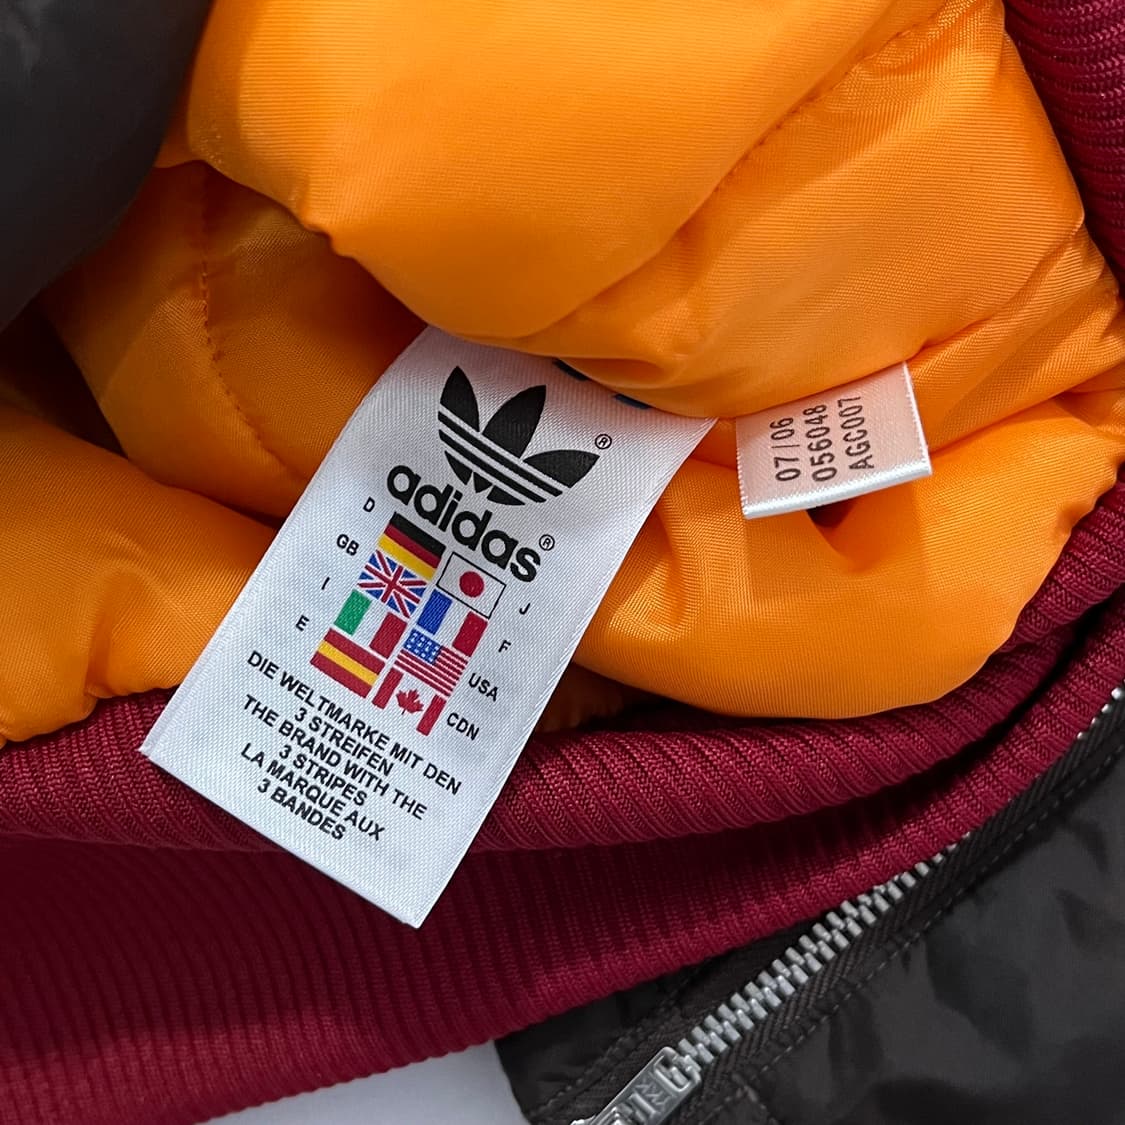 ®
adidas®
D
GB
J
I
F
E
USA
CDN
DIE WELTMARKE MIT DEN
3 STREIFEN
THE BRAND WITH THE
3 STRIPES
LA MARQUE AUX
3 BANDES
07/06
056048
AGC007